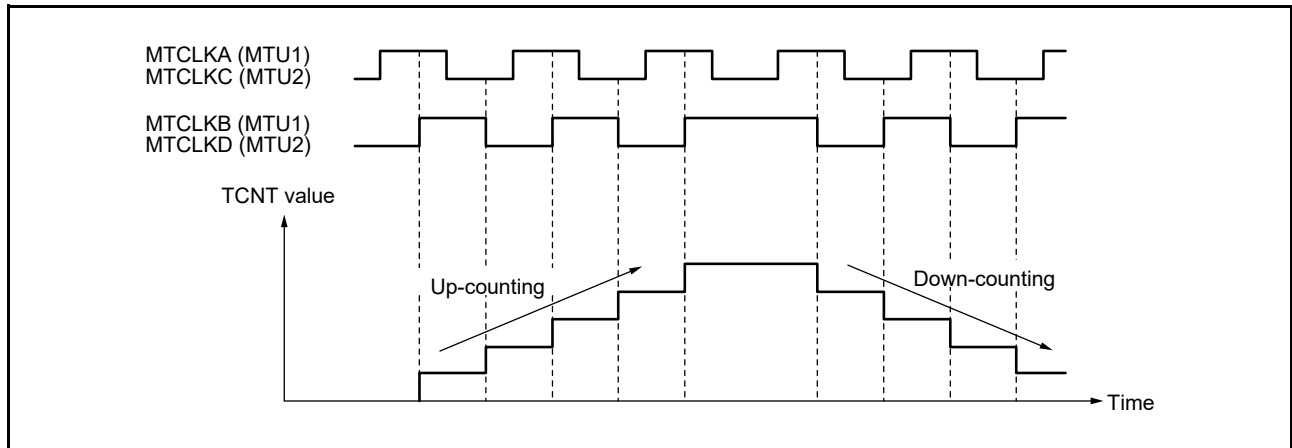 MTCLKA (MTU1)
MTCLKC (MTU2)
MTCLKB (MTU1)
MTCLKD (MTU2)
TCNT value
Up-counting
Down-counting
Time